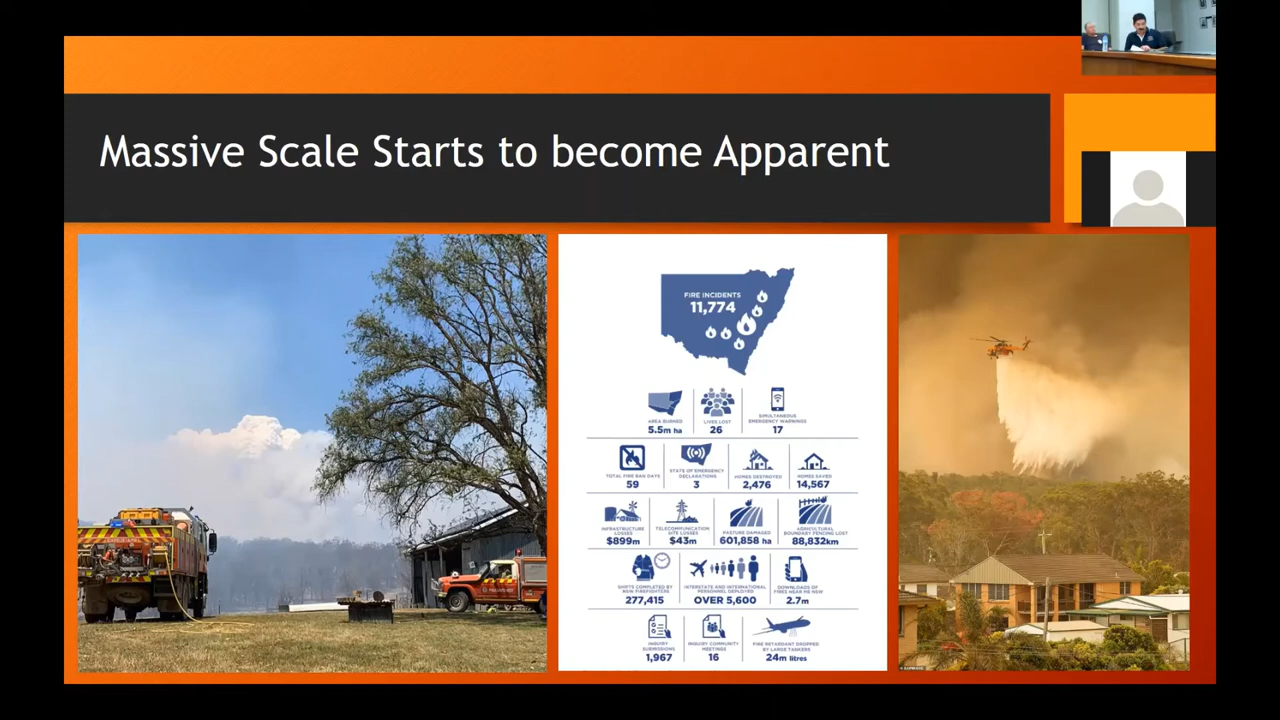 Massive Scale Starts to become Apparent
FIRE INCIDENTS
11,774
AREA BURNED
5.5m ha
LIVES LOST
26
SIMULTANEOUS
EMERGENCY WARNINGS
17
TOTAL FIRE BAN DAYS
59
STATE OF EMERGENCY
DECLARATIONS
3
HOMES DESTROYED
2,476
HOMES SAVED
14,567
INFRASTRUCTURE
LOSSES
$899m
TELECOMMUNICATION
SITE LOSSES
$43m
PASTURE DAMAGED
601,858 ha
AGRICULTURAL
BOUNDARY FENCING LOST
88,832km
SHIFTS COMPLETED BY
NSW FIREFIGHTERS
277,415
INTERSTATE AND INTERNATIONAL
PERSONNEL DEPLOYED
OVER 5,600
DOWNLOADS OF
FIRES NEAR ME NSW
2.7m
INQUIRY
SUBMISSIONS
1,967
INQUIRY COMMUNITY
MEETINGS
16
FIRE RETARDANT DROPPED
BY LARGE TANKERS
24m litres